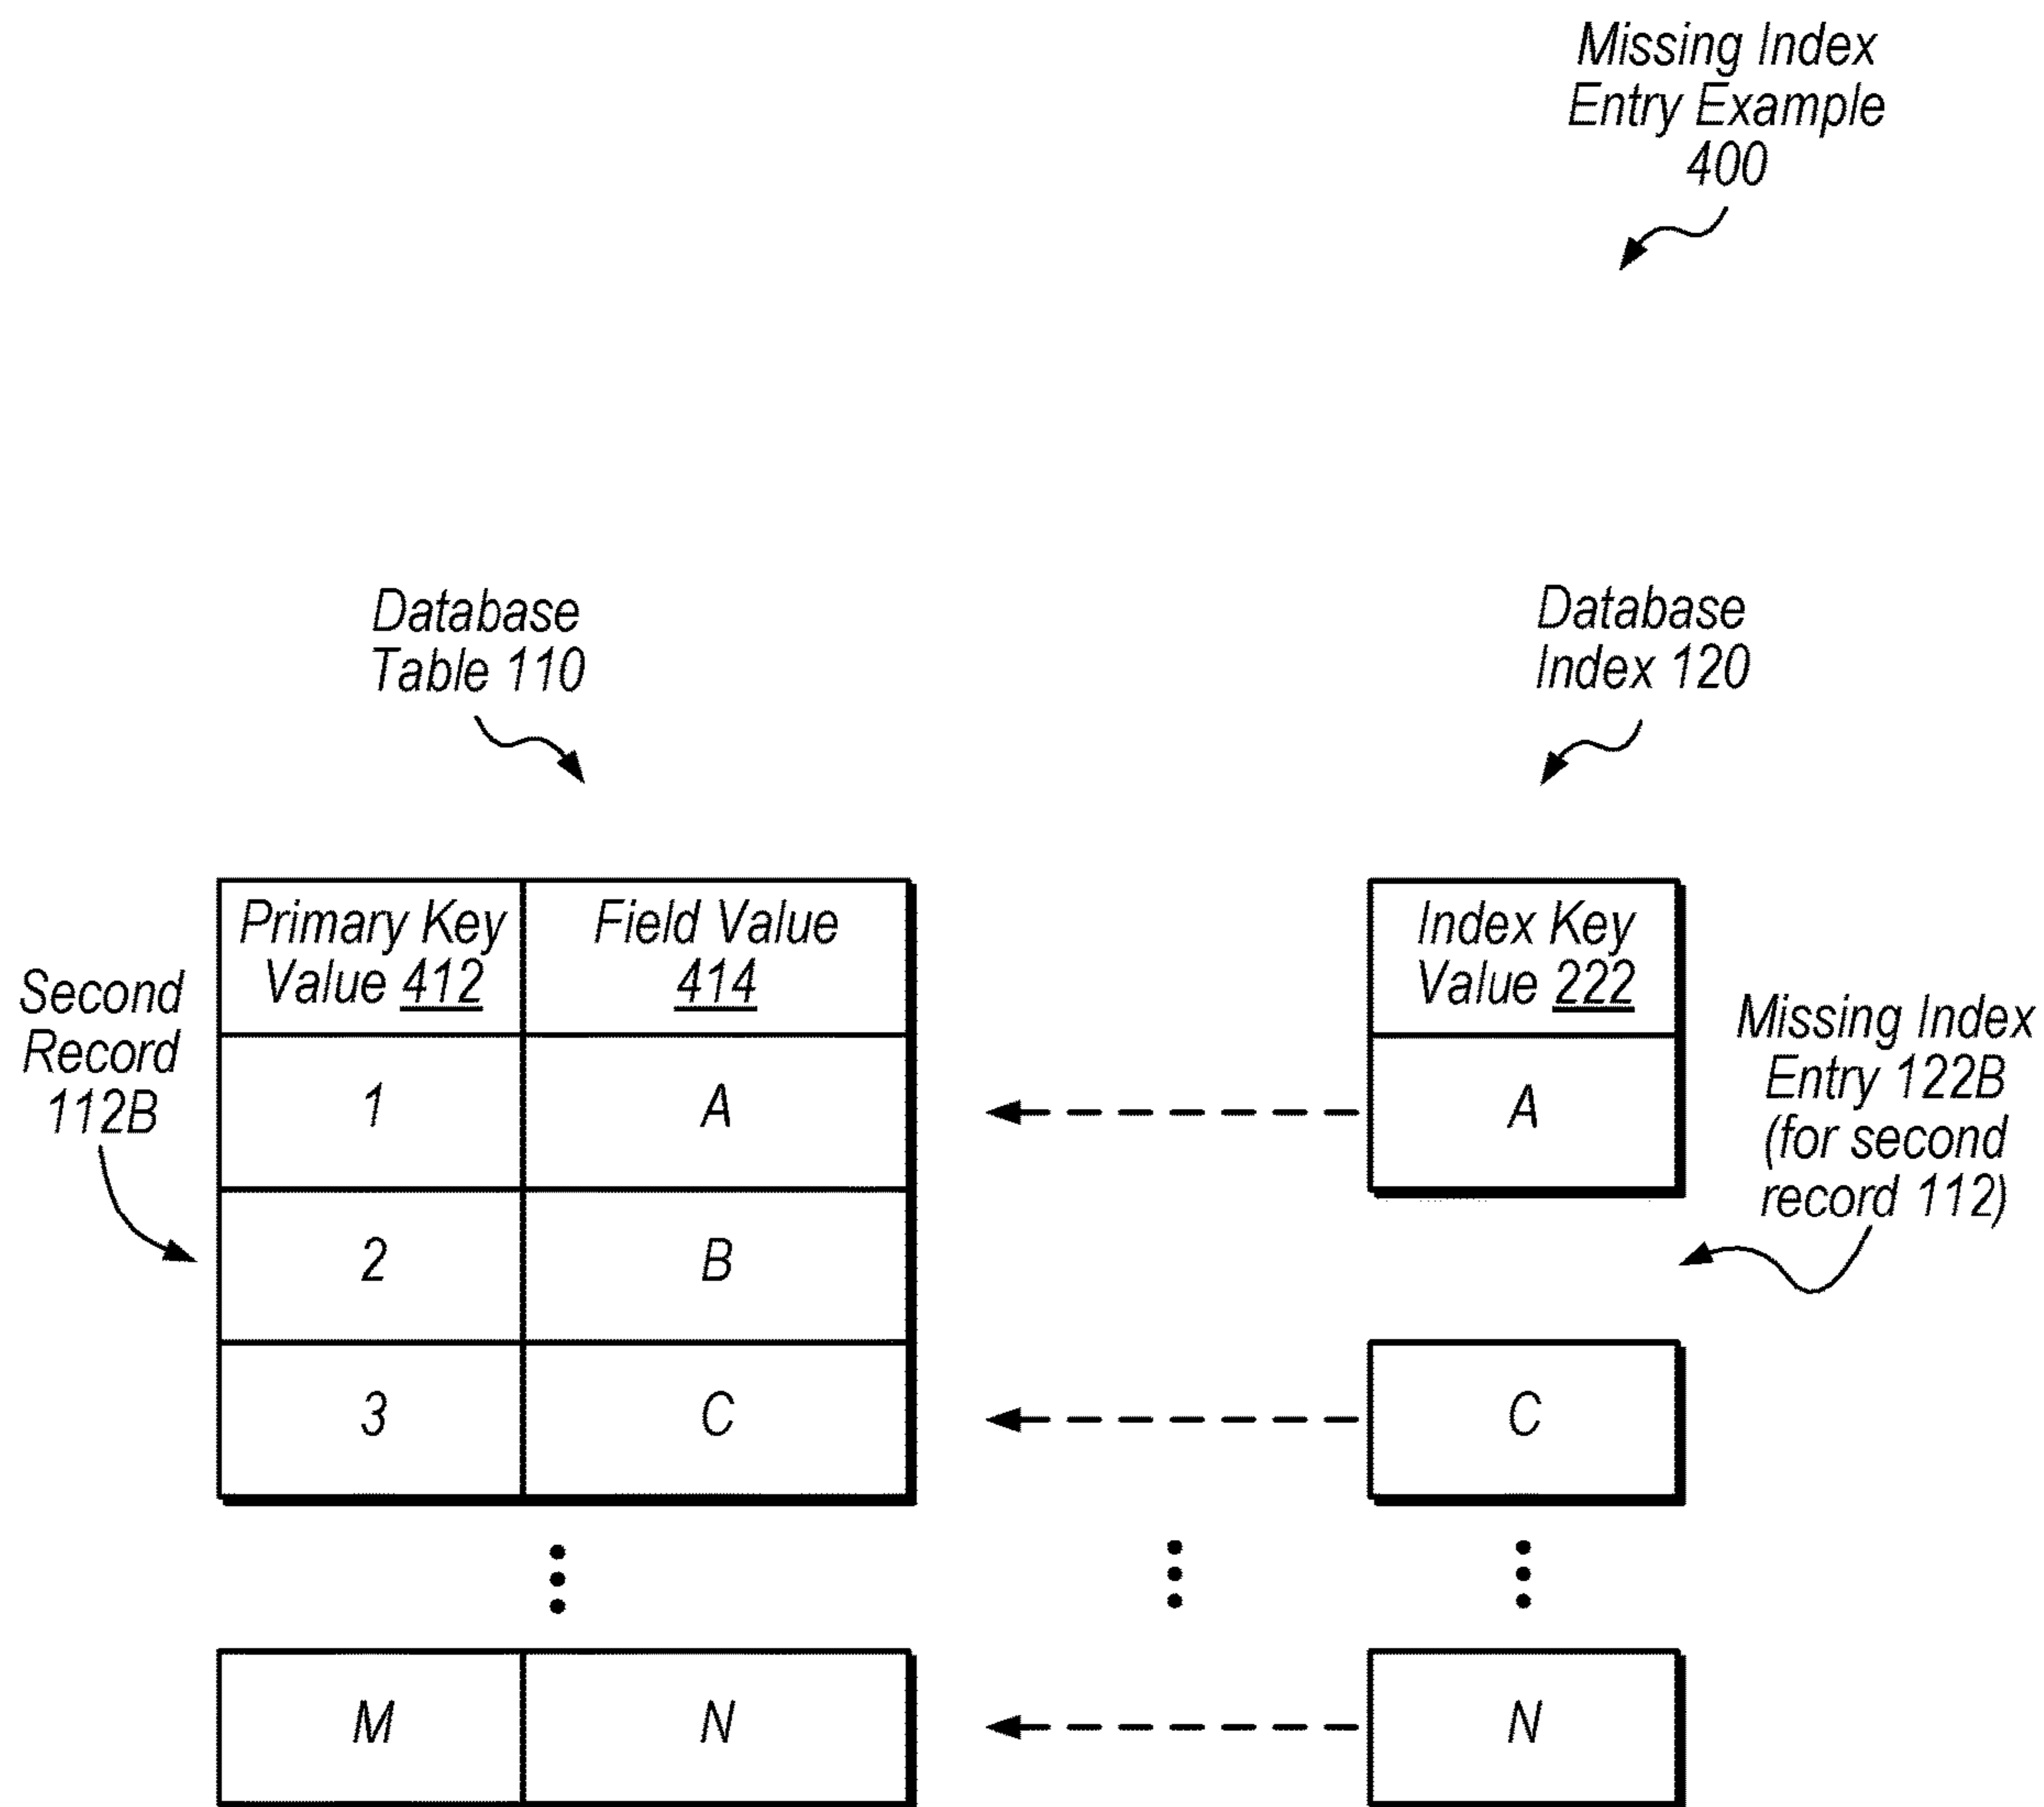 Missing Index
Entry Example
400
Database
Table 110
Database
Index 120
Primary Key
Value 412
Field Value
414
Index Key
Value 222
Second
Record
112B
Missing Index
Entry 122B
(for second
record 112)
1
A
A
2
B
3
C
C
M
N
N